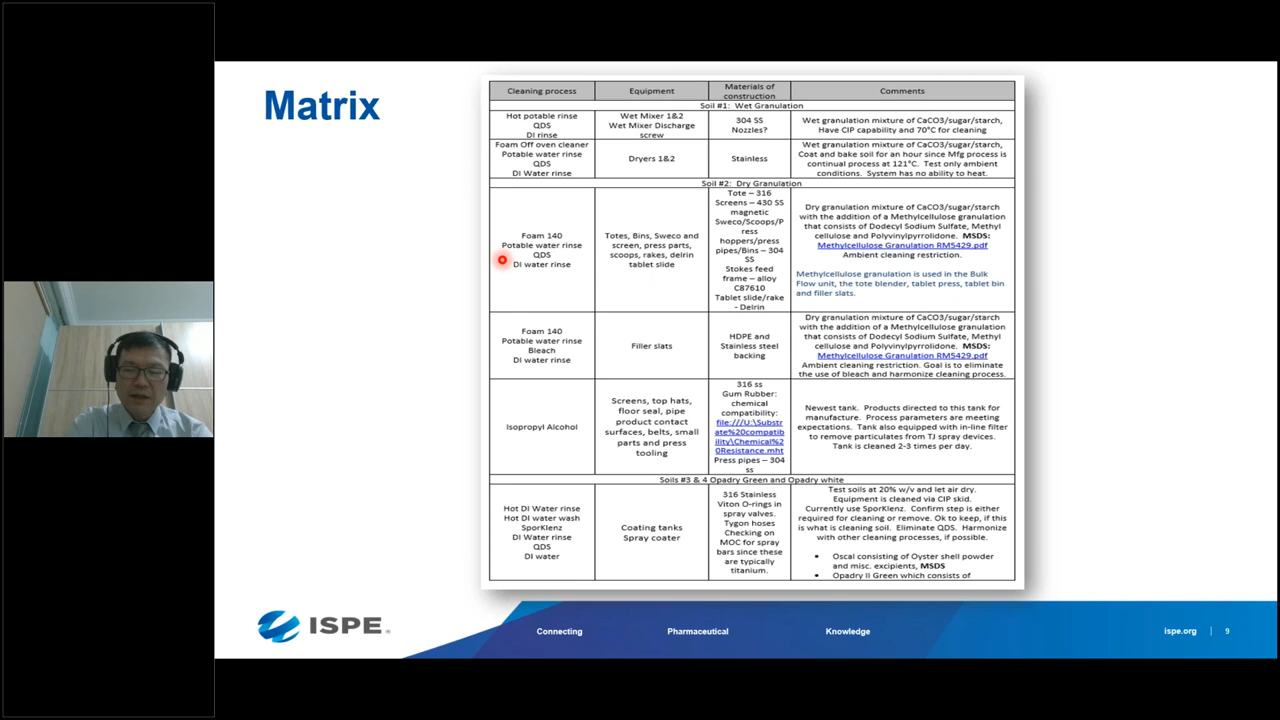 Matrix
Cleaning process
Equipment
Materials of
construction
Comments
Soil #1: Wet Granulation
Hot potable rinse
QDS
DI rinse
Wet Mixer 1&2
Wet Mixer Discharge
screw
304 SS
Nozzles?
Wet granulation mixture of CaCO3/sugar/starch,
Have CIP capability and 70°C for cleaning
Foam Off oven cleaner
Potable water rinse
QDS
DI Water rinse
Dryers 1&2
Stainless
Wet granulation mixture of CaCO3/sugar/starch,
Coat and bake soil for an hour since Mfg process is
continual process at 121°C. Test only ambient
conditions. System has no ability to heat.
Soil #2: Dry Granulation
Foam 140
Potable water rinse
QDS
DI water rinse
Totes, Bins, Sweco and
screen, press parts,
scoops, rakes, delrin
tablet slide
Tote – 316
Screens – 430 SS
magnetic
Sweco/Scoops/P
ress
hoppers/press
pipes/Bins – 304
SS
Stokes feed
frame – alloy
C87610
Tablet slide/rake
- Delrin
Dry granulation mixture of CaCO3/sugar/starch
with the addition of a Methylcellulose granulation
that consists of Dodecyl Sodium Sulfate, Methyl
cellulose and Polyvinylpyrrolidone. MSDS:
Methylcellulose Granulation RM5429.pdf
Ambient cleaning restriction.
Methylcellulose granulation is used in the Bulk
Flow unit, the tote blender, tablet press, tablet bin
and filler slats.
Foam 140
Potable water rinse
Bleach
DI water rinse
Filler slats
HDPE and
Stainless steel
backing
Dry granulation mixture of CaCO3/sugar/starch
with the addition of a Methylcellulose granulation
that consists of Dodecyl Sodium Sulfate, Methyl
cellulose and Polyvinylpyrrolidone. MSDS:
Methylcellulose Granulation RM5429.pdf
Ambient cleaning restriction. Goal is to eliminate
the use of bleach and harmonize cleaning process.
Isopropyl Alcohol
Screens, top hats,
floor seal, pipe
product contact
surfaces, belts, small
parts and press
tooling
316 ss
Gum Rubber:
chemical
compatibility:
file:///U:\Substr
ate%20compatib
ility\Chemical%2
0Resistance.mht
Press pipes – 304
ss
Newest tank. Products directed to this tank for
manufacture. Process parameters are meeting
expectations. Tank also equipped with in-line filter
to remove particulates from TJ spray devices.
Tank is cleaned 2-3 times per day.
Soils #3 & 4 Opadry Green and Opadry white
Hot DI Water rinse
Hot DI water wash
SporKlenz
DI Water rinse
QDS
DI water
Coating tanks
Spray coater
316 Stainless
Viton O-rings in
spray valves.
Tygon hoses
Checking on
MOC for spray
bars since these
are typically
titanium.
Test soils at 20% w/v and let air dry.
Equipment is cleaned via CIP skid.
Currently use SporKlenz. Confirm step is either
required for cleaning or remove. Ok to keep, if this
is what is cleaning soil. Eliminate QDS. Harmonize
with other cleaning processes, if possible.
• Oscal consisting of Oyster shell powder
and misc. excipients, MSDS
• Opadry II Green which consists of
ISPE®
Connecting
Pharmaceutical
Knowledge
ispe.org | 9